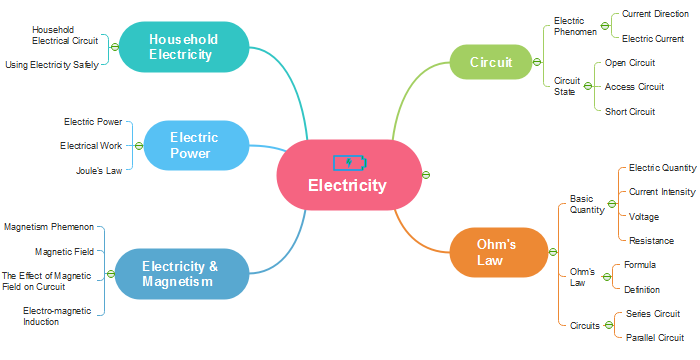 Household
Electrical Circuit
Using Electricity Safely
Household
Electricity
Electric Power
Electrical Work
Joule's Law
Electric
Power
Magnetism Phemenon
Magnetic Field
The Effect of Magnetic
Field on Curcuit
Electro-magnetic
Induction
Electricity &
Magnetism
Electricity
Circuit
Electric
Phenomen
Current Direction
Electric Current
Circuit
State
Open Circuit
Access Circuit
Short Circuit
Ohm's
Law
Basic
Quantity
Electric Quantity
Current Intensity
Voltage
Resistance
Ohm's
Law
Formula
Definition
Circuits
Series Circuit
Parallel Circuit